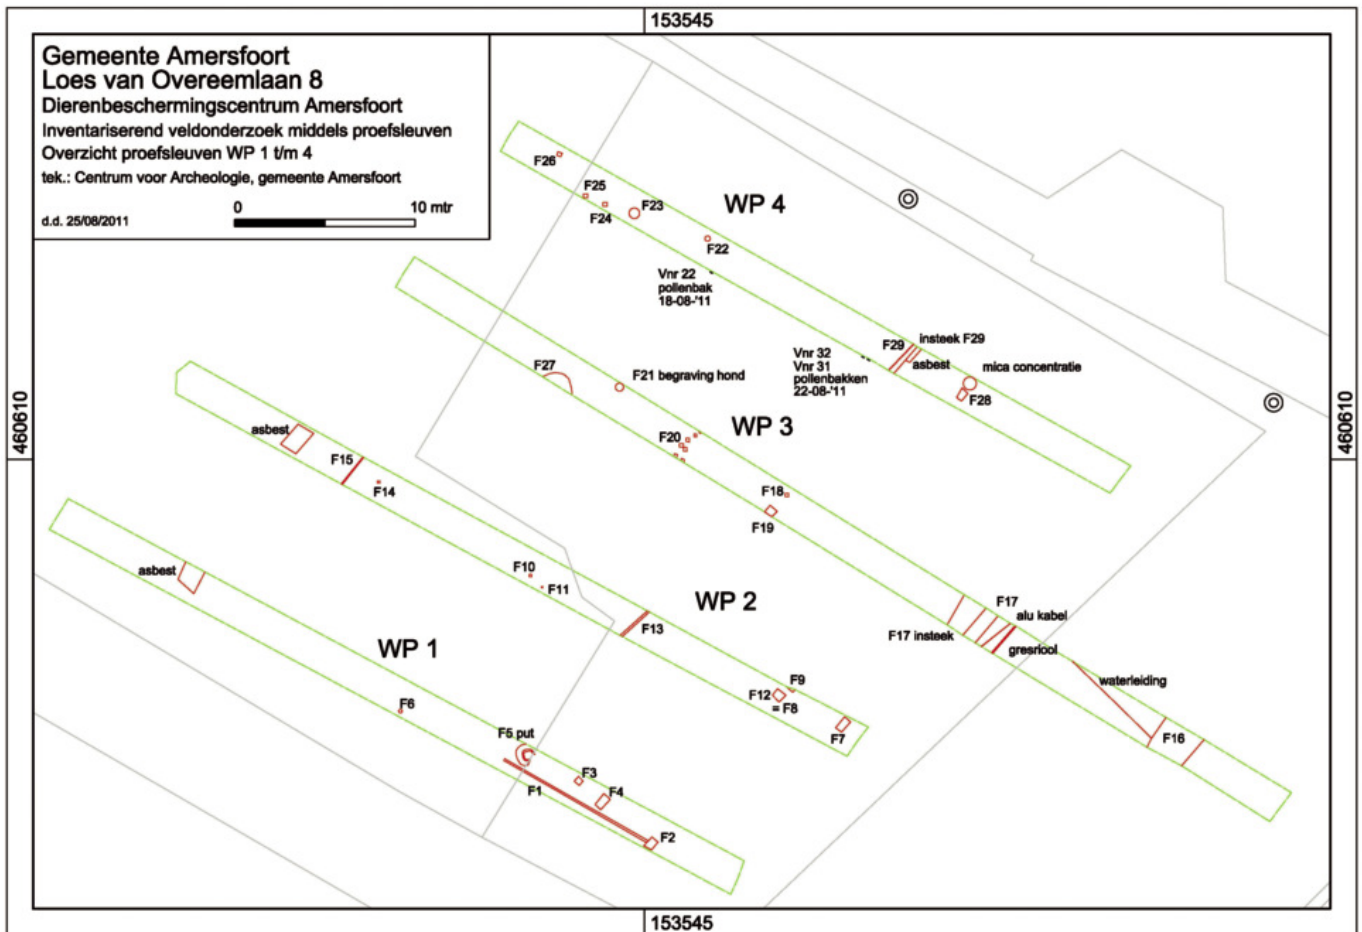 153545
Gemeente Amersfoort
Loes van Overeemlaan 8
Dierenbeschermingscentrum Amersfoort
Inventariserend veldonderzoek middels proefsleuven
Overzicht proefsleuven WP 1 t/m 4
tek.: Centrum voor Archeologie, gemeente Amersfoort
d.d. 25/08/2011
0 10 mtr
F26
F25
F24
F23
WP 4
F22
Vnr 22
pollenbak
18-08-'11
F29
insteek F29
asbest
Vnr 32
Vnr 31
pollenbakken
22-08-'11
mica concentratie
F28
F27
F21 begraving hond
WP 3
F20
460610
460610
asbest
F15
F14
F18
F19
F10
F11
asbest
WP 2
F13
F17
alu kabel
F17 insteek
gresriool
waterleiding
WP 1
F9
F12
= F8
F7
F16
F6
F5 put
F3
F4
F1
F2
153545